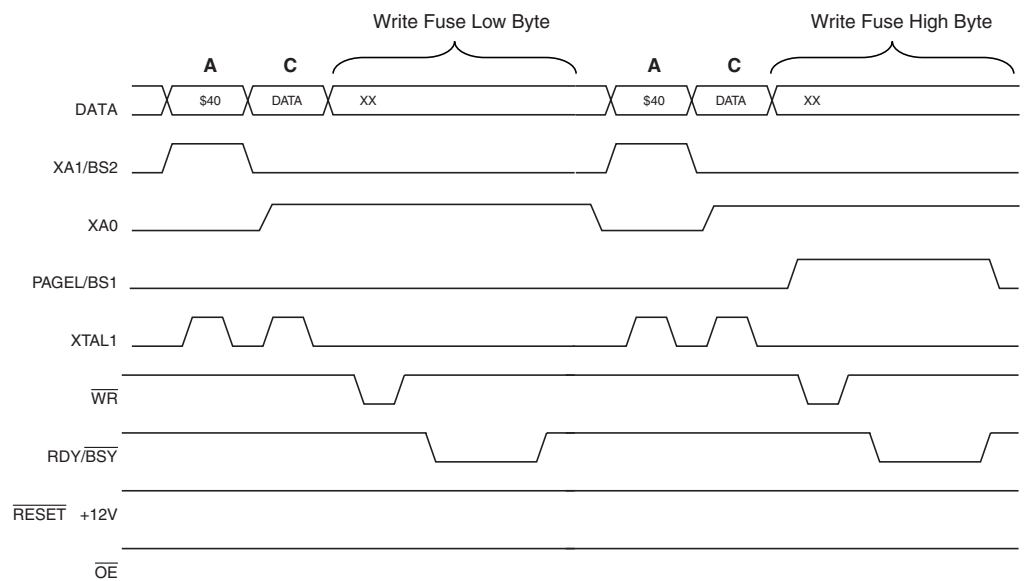 Write Fuse Low Byte
Write Fuse High Byte
A
C
A
C
DATA
$40
DATA
XX
$40
DATA
XX
XA1/BS2
XA0
PAGEL/BS1
XTAL1
WR
RDY/BSY
RESET +12V
OE